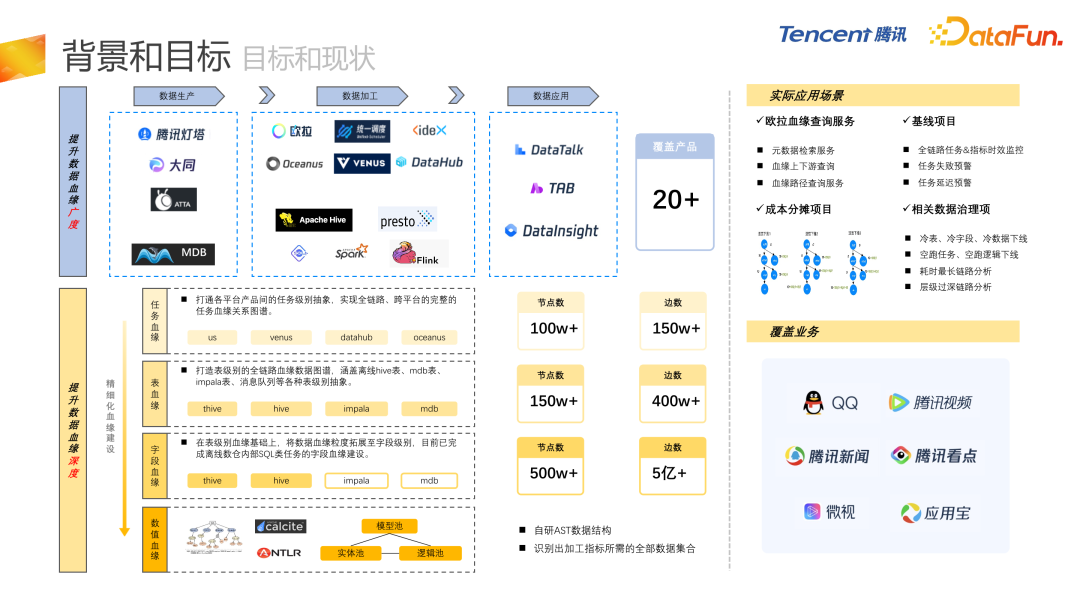 背景和目标 目标和现状
Tencent 腾讯
DataFun.
提升数据血缘广度
数据生产
数据加工
数据应用
腾讯灯塔
大同
ATTA
MDB
欧拉
统一调度
ideX
Oceanus
VENUS
DataHub
Apache Hive
presto
Spark
Flink
DataTalk
TAB
DataInsight
覆盖产品
20+
提升数据血缘深度
精细化血缘建设
任务血缘
■ 打通各平台产品间的任务级别抽象，实现全链路、跨平台的完整的
任务血缘关系图谱。
us
venus
datahub
oceanus
节点数
100w+
边数
150w+
表血缘
■ 打造表级别的全链路血缘数据图谱，涵盖离线hive表、mdb表、
impala表、消息队列等各种表级别抽象。
thive
hive
impala
mdb
节点数
150w+
边数
400w+
字段血缘
■ 在表级别血缘基础上，将数据血缘粒度拓展至字段级别，目前已完
成离线数仓内部SQL类任务的字段血缘建设。
thive
hive
impala
mdb
节点数
500w+
边数
5亿+
数值血缘
calcite
ANTLR
模型池
实体池
逻辑池
■ 自研AST数据结构
■ 识别出加工指标所需的全部数据集合
实际应用场景
✓欧拉血缘查询服务
■ 元数据检索服务
■ 血缘上下游查询
■ 血缘路径查询服务
✓基线项目
■ 全链路任务&指标时效监控
■ 任务失败预警
■ 任务延迟预警
✓成本分摊项目
✓相关数据治理项
■ 冷表、冷字段、冷数据下线
■ 空跑任务、空跑逻辑下线
■ 耗时最长链路分析
■ 层级过深链路分析
覆盖业务
QQ
腾讯视频
腾讯新闻
腾讯看点
微视
应用宝